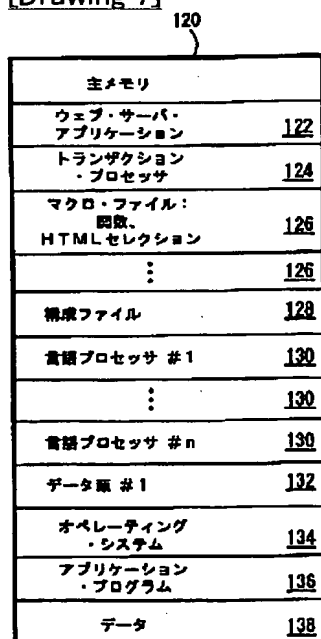 [Drawing 7]
120
主メモリ
ウェブ・サーバ・
アプリケーション 122
トランザクション
・プロセッサ 124
マクロ・ファイル：
関数、
HTMLセレクション 126
⋮ 126
構成ファイル 128
言語プロセッサ #1 130
⋮ 130
言語プロセッサ #n 130
データ源 #1 132
オペレーティング
・システム 134
アプリケーション
・プログラム 136
データ 138